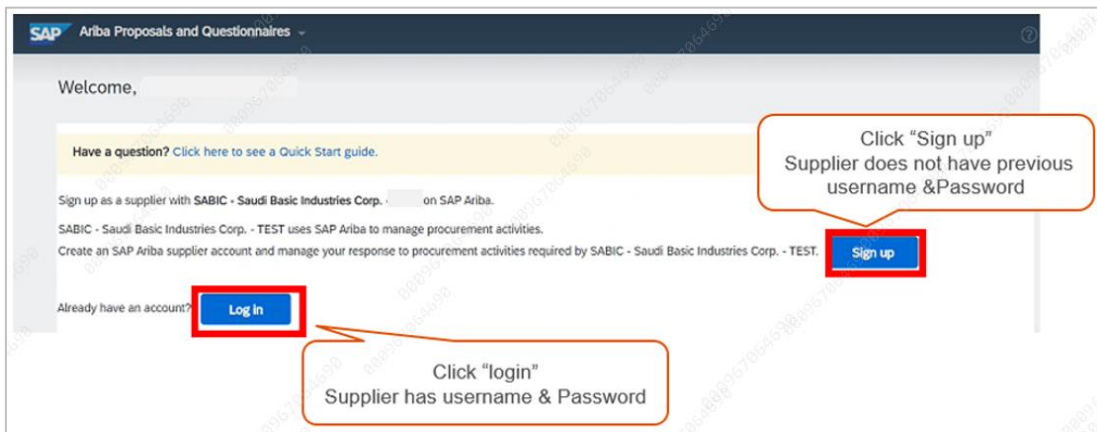 SAP Ariba Proposals and Questionnaires
Welcome,
Have a question? Click here to see a Quick Start guide.
Click “Sign up”
Supplier does not have previous
username &Password
Sign up as a supplier with SABIC - Saudi Basic Industries Corp. - on SAP Ariba.
SABIC - Saudi Basic Industries Corp. - TEST uses SAP Ariba to manage procurement activities.
Create an SAP Ariba supplier account and manage your response to procurement activities required by SABIC - Saudi Basic Industries Corp. - TEST.
Sign up
Already have an account?
Log in
Click “login”
Supplier has username & Password